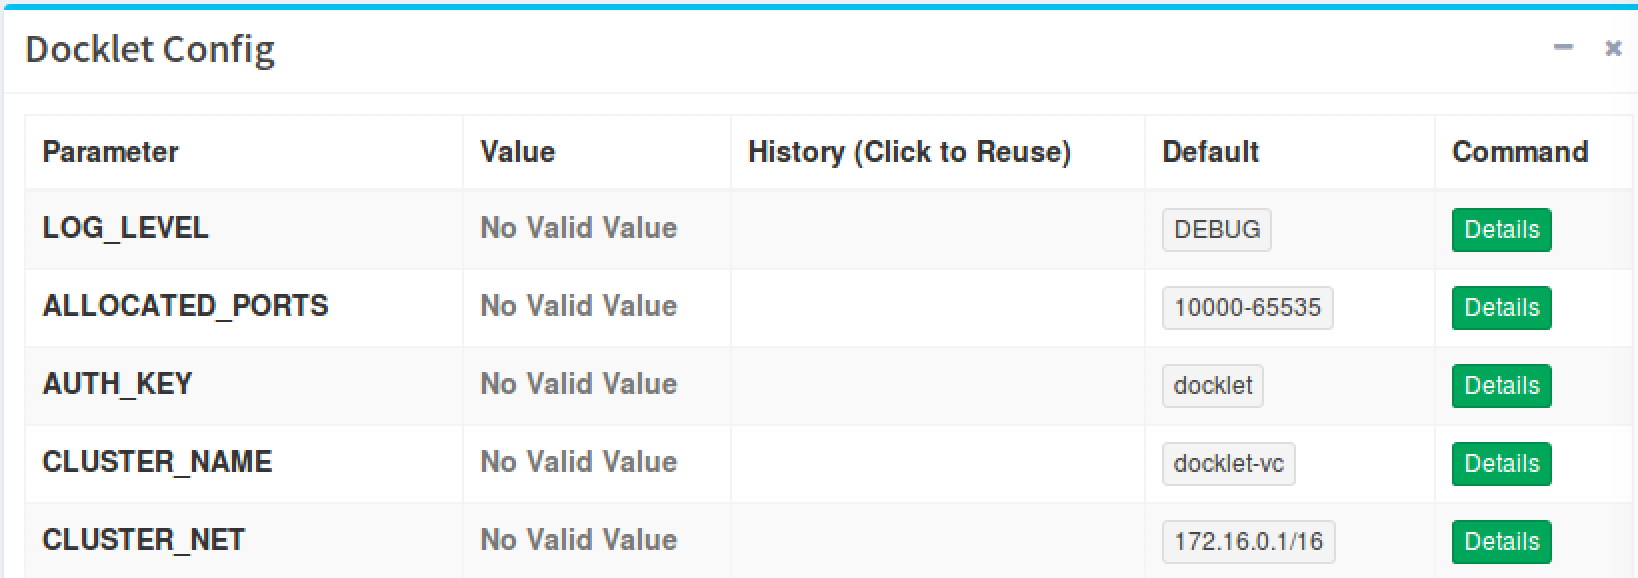 Docklet Config
Parameter Value History (Click to Reuse) Default Command
LOG_LEVEL No Valid Value DEBUG Details
ALLOCATED_PORTS No Valid Value 10000-65535 Details
AUTH_KEY No Valid Value docklet Details
CLUSTER_NAME No Valid Value docklet-vc Details
CLUSTER_NET No Valid Value 172.16.0.1/16 Details